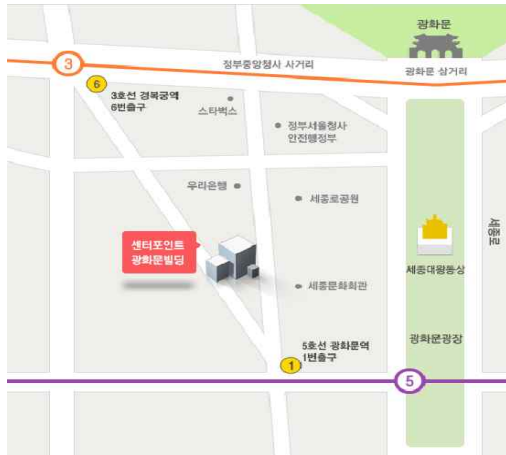 광화문
3
정부중앙청사 사거리
광화문 삼거리
6
3호선 경복궁역
6번출구
스타벅스
정부서울청사
안전행정부
우리은행
세종로공원
세종로
센터포인트
광화문빌딩
세종대왕동상
세종문화회관
5호선 광화문역
1번출구
광화문광장
1
5